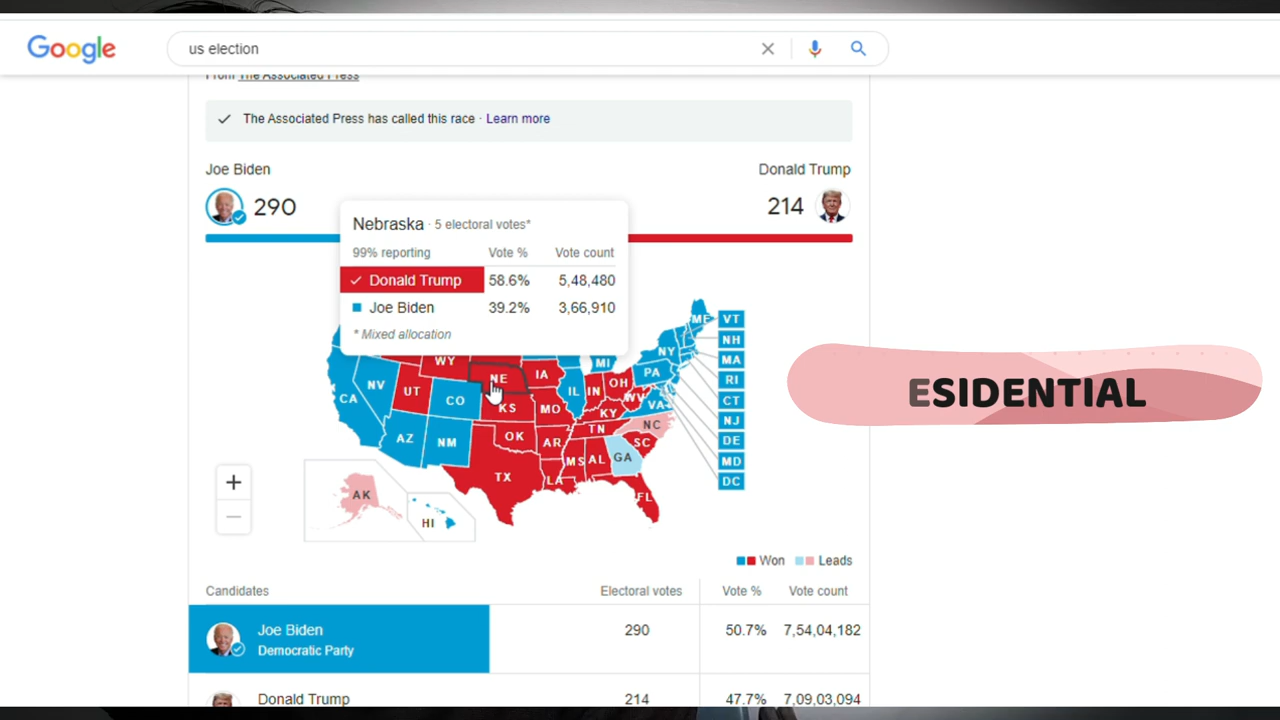 Google
us election
From The Associated Press
The Associated Press has called this race · Learn more
Joe Biden
Donald Trump
290
214
Nebraska · 5 electoral votes*
99% reporting Vote % Vote count
Donald Trump 58.6% 5,48,480
Joe Biden 39.2% 3,66,910
* Mixed allocation
ME VT
NH
NY MA
WY MI
NE IA PA RI
NV UT CO IL IN OH
CA KS MO WV VA CT
KY NJ
TN NC
AZ NM OK AR SC DE
MS AL GA MD
TX LA DC
FL
AK
HI
+
−
Won Leads
Candidates Electoral votes Vote % Vote count
Joe Biden
Democratic Party
290 50.7% 7,54,04,182
Donald Trump 214 47.7% 7,09,03,094
ESIDENTIAL